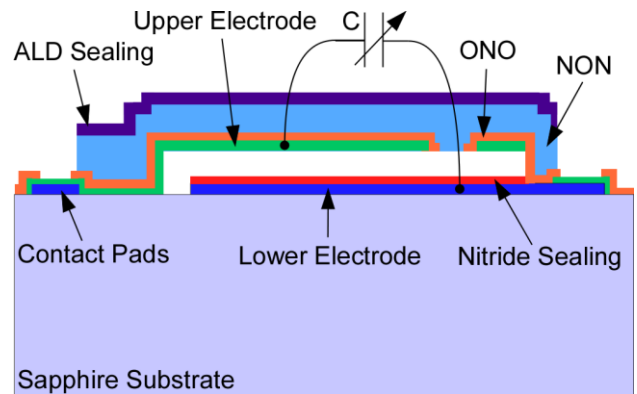 Upper Electrode
C
ALD Sealing
ONO
NON
Contact Pads
Lower Electrode
Nitride Sealing
Sapphire Substrate